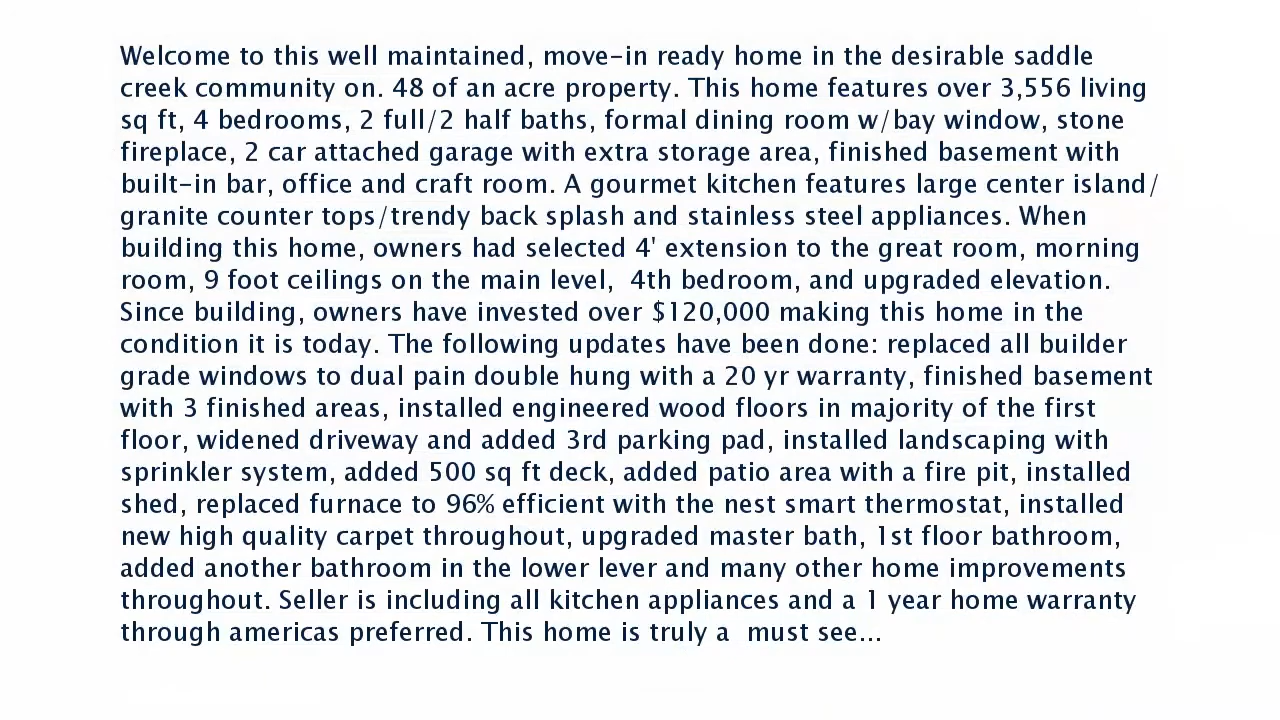 Welcome to this well maintained, move-in ready home in the desirable saddle
creek community on. 48 of an acre property. This home features over 3,556 living
sq ft, 4 bedrooms, 2 full/2 half baths, formal dining room w/bay window, stone
fireplace, 2 car attached garage with extra storage area, finished basement with
built-in bar, office and craft room. A gourmet kitchen features large center island/
granite counter tops/trendy back splash and stainless steel appliances. When
building this home, owners had selected 4' extension to the great room, morning
room, 9 foot ceilings on the main level,  4th bedroom, and upgraded elevation.
Since building, owners have invested over $120,000 making this home in the
condition it is today. The following updates have been done: replaced all builder
grade windows to dual pain double hung with a 20 yr warranty, finished basement
with 3 finished areas, installed engineered wood floors in majority of the first
floor, widened driveway and added 3rd parking pad, installed landscaping with
sprinkler system, added 500 sq ft deck, added patio area with a fire pit, installed
shed, replaced furnace to 96% efficient with the nest smart thermostat, installed
new high quality carpet throughout, upgraded master bath, 1st floor bathroom,
added another bathroom in the lower lever and many other home improvements
throughout. Seller is including all kitchen appliances and a 1 year home warranty
through americas preferred. This home is truly a  must see...